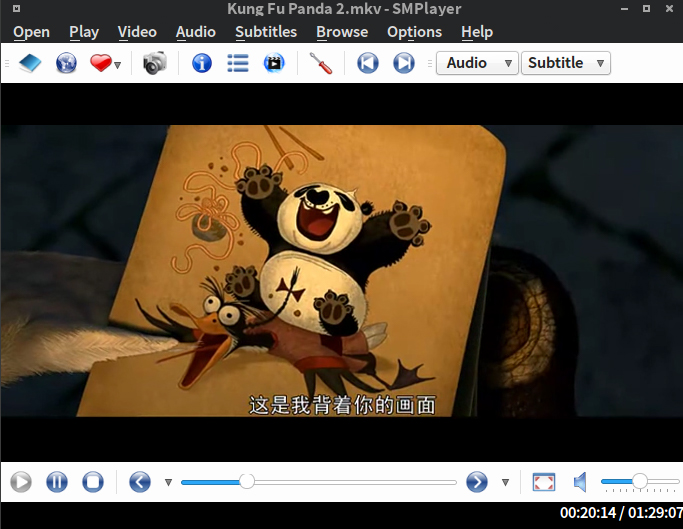 Kung Fu Panda 2.mkv - SMPlayer
Open Play Video Audio Subtitles Browse Options Help
Audio Subtitle
这是我背着你的画面
00:20:14 / 01:29:07